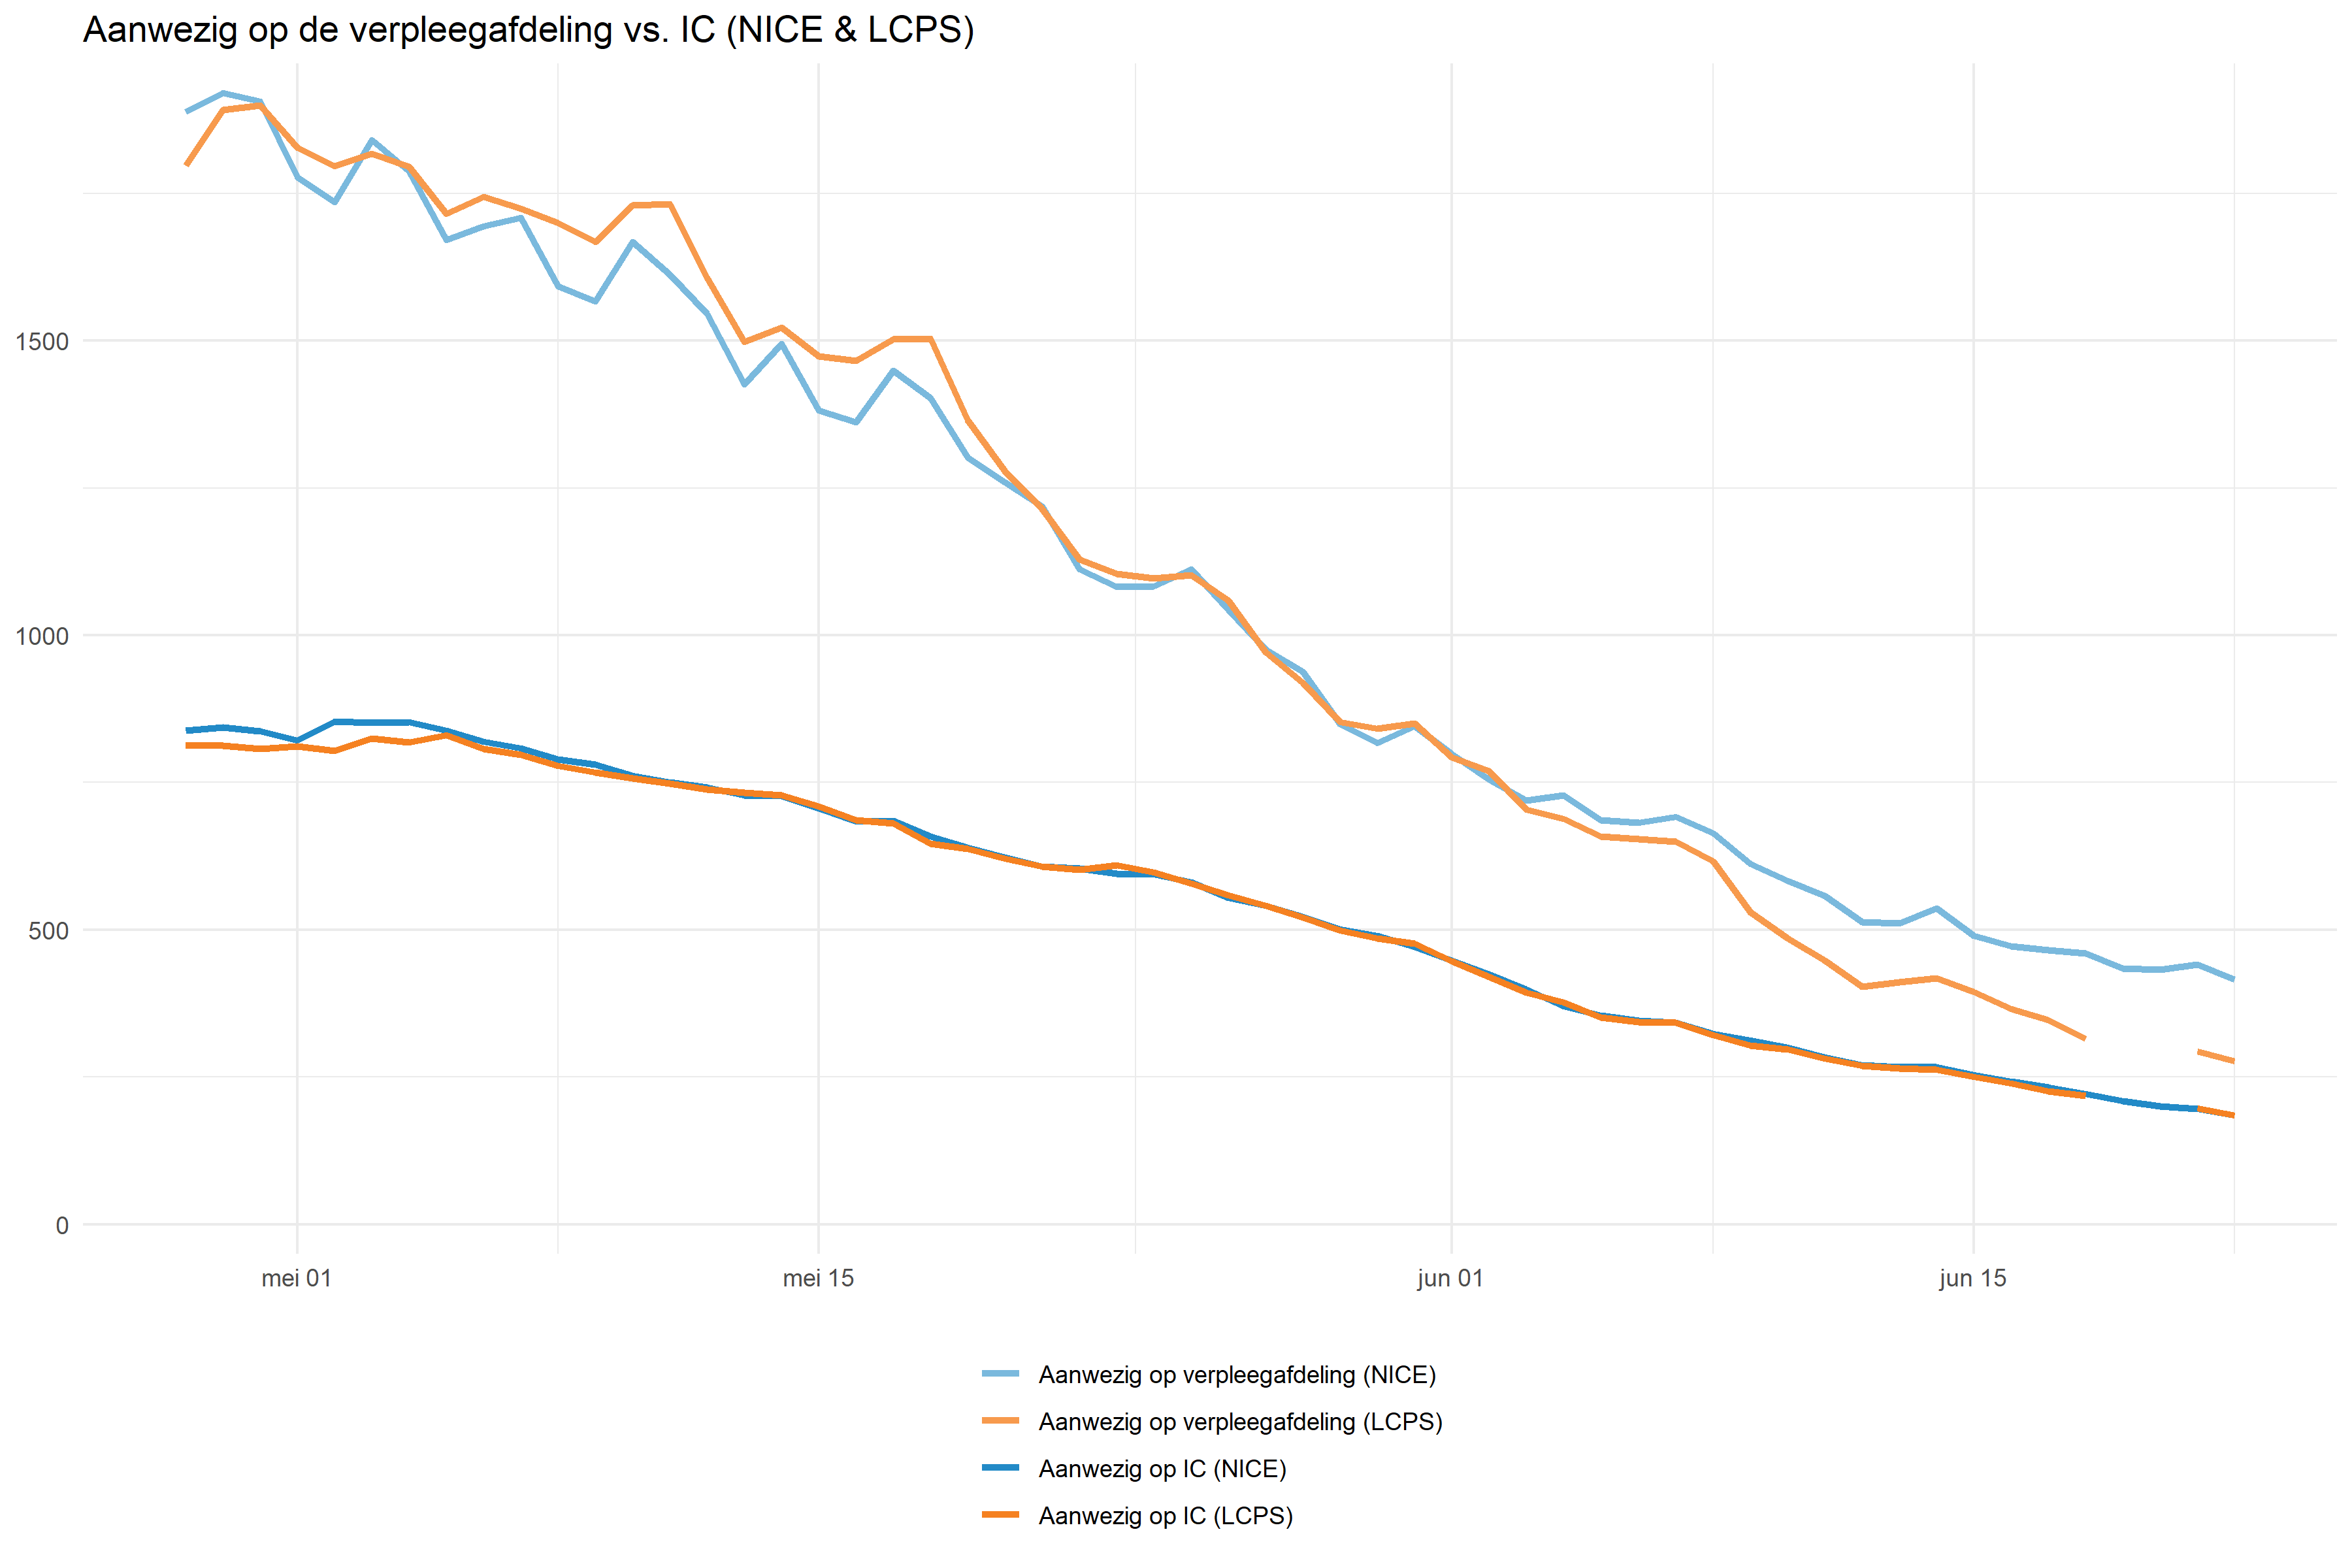 Aanwezig op de verpleegafdeling vs. IC (NICE & LCPS)
1500
1000
500
0
mei 01
mei 15
jun 01
jun 15
Aanwezig op verpleegafdeling (NICE)
Aanwezig op verpleegafdeling (LCPS)
Aanwezig op IC (NICE)
Aanwezig op IC (LCPS)